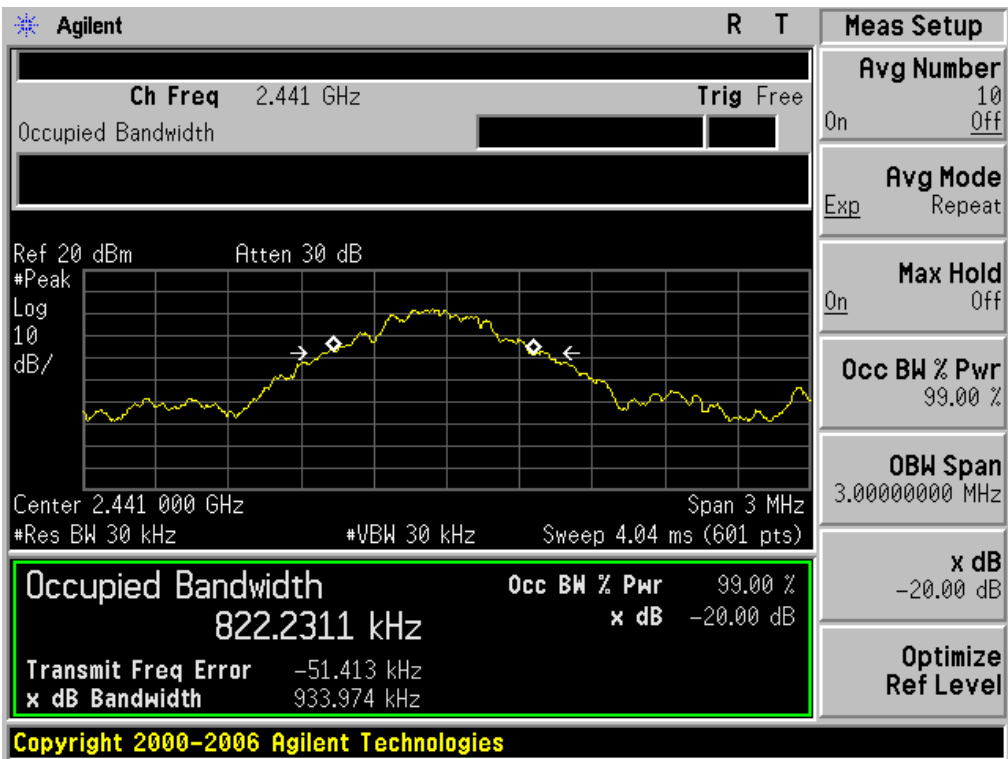 Agilent R T
Ch Freq 2.441 GHz Trig Free
Occupied Bandwidth
Ref 20 dBm Atten 30 dB
#Peak
Log
10
dB/
Center 2.441 000 GHz Span 3 MHz
#Res BW 30 kHz #VBW 30 kHz Sweep 4.04 ms (601 pts)
Occupied Bandwidth Occ BW % Pwr 99.00 %
822.2311 kHz x dB -20.00 dB
Transmit Freq Error -51.413 kHz
x dB Bandwidth 933.974 kHz
Copyright 2000-2006 Agilent Technologies
Meas Setup
Avg Number
10
On Off
Avg Mode
Exp Repeat
Max Hold
On Off
Occ BW % Pwr
99.00 %
OBW Span
3.00000000 MHz
x dB
-20.00 dB
Optimize
Ref Level